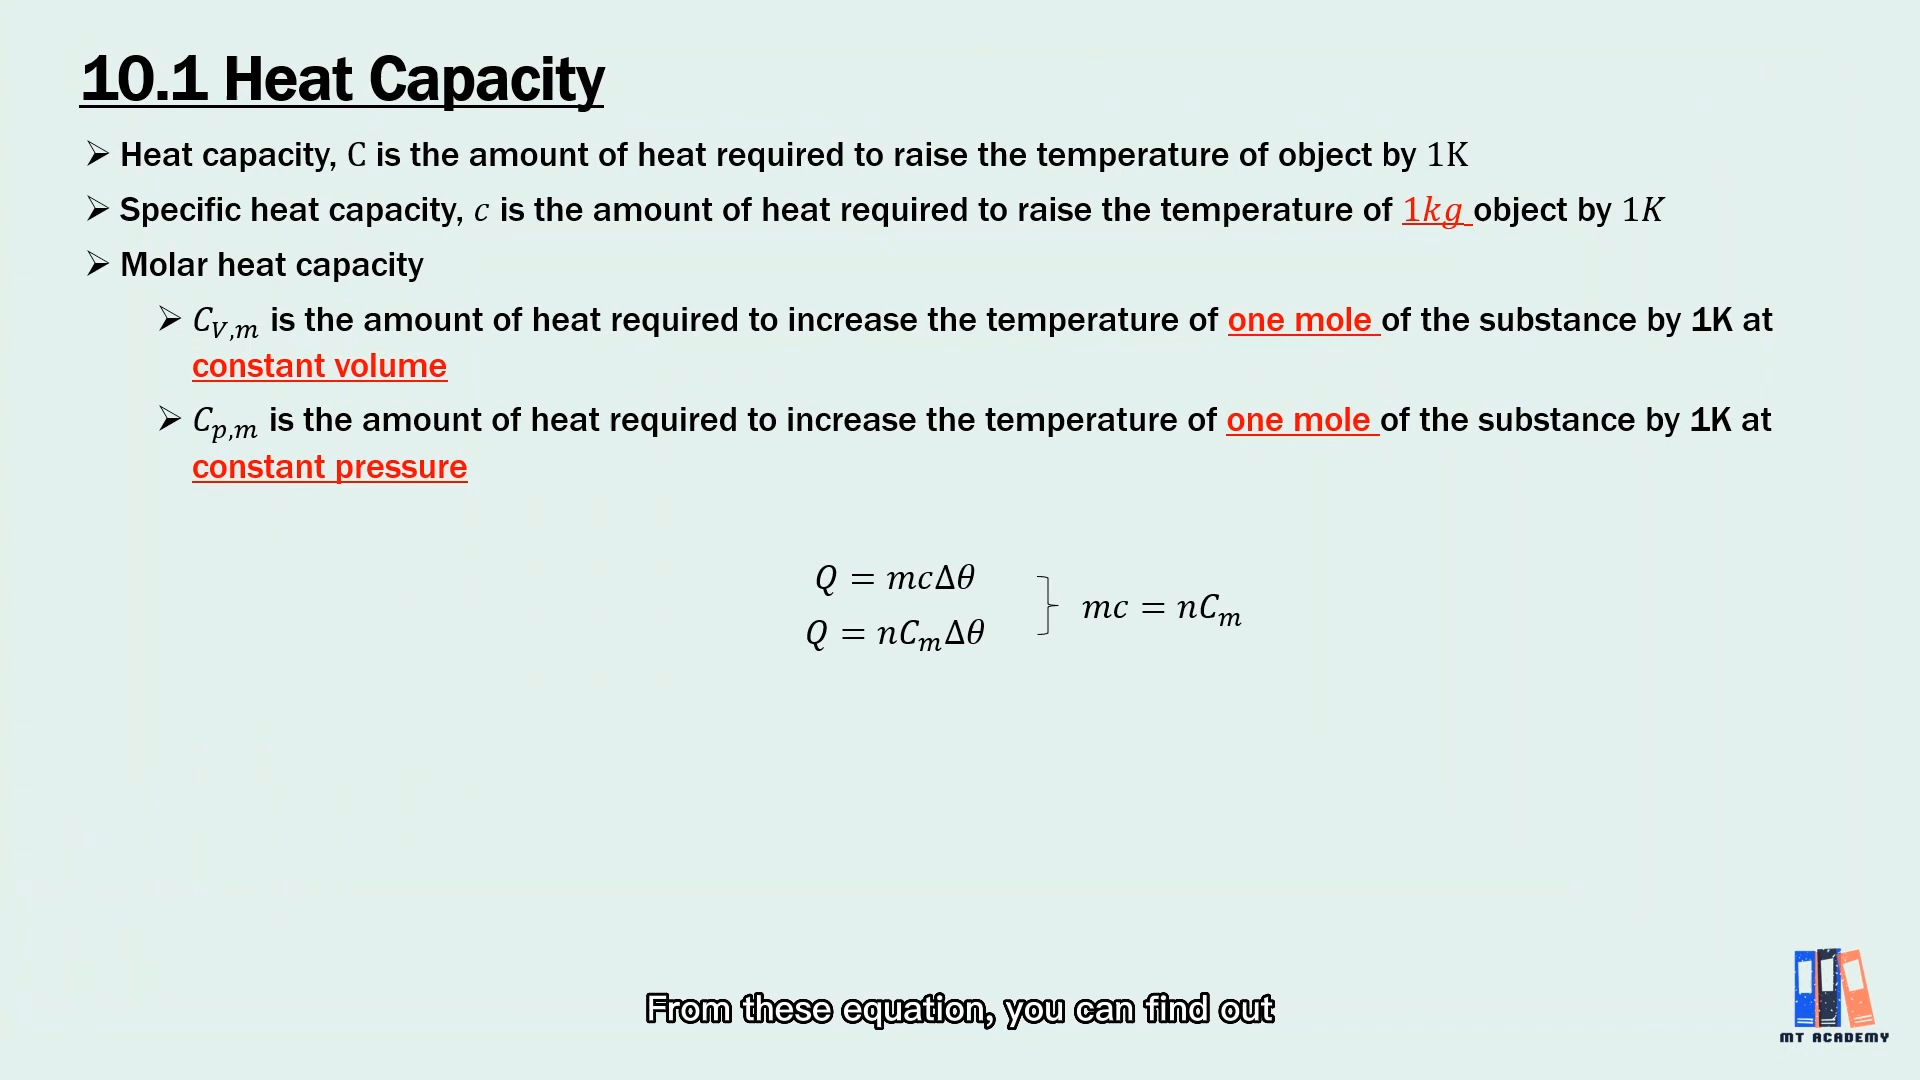 10.1 Heat Capacity
➢ Heat capacity, C is the amount of heat required to raise the temperature of object by 1K
➢ Specific heat capacity, c is the amount of heat required to raise the temperature of 1kg object by 1K
➢ Molar heat capacity
➢ C_{V,m} is the amount of heat required to increase the temperature of one mole of the substance by 1K at
constant volume
➢ C_{p,m} is the amount of heat required to increase the temperature of one mole of the substance by 1K at
constant pressure
Q = mcΔθ
Q = nC_mΔθ
} mc = nC_m
From these equation, you can find out
MT ACADEMY